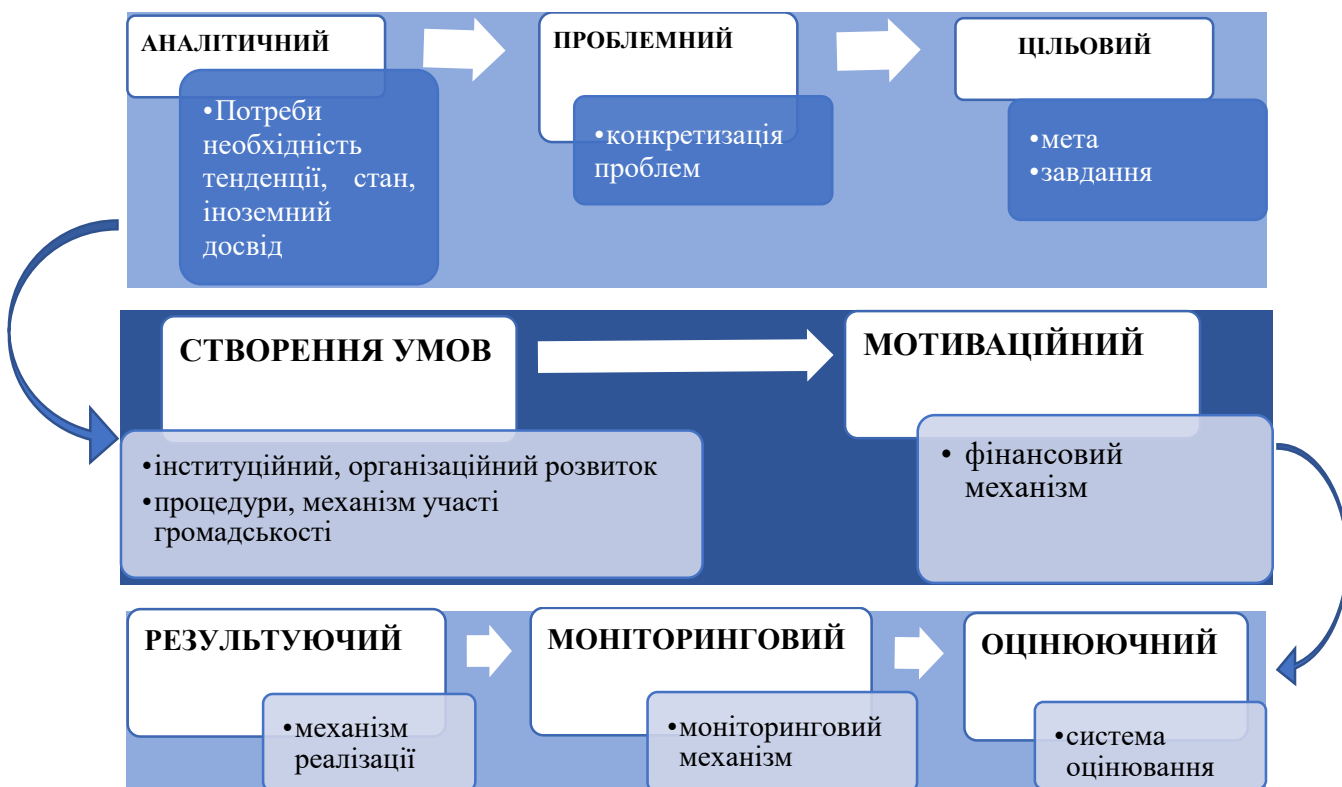 АНАЛІТИЧНИЙ
•Потреби
необхідність
тенденції, стан,
іноземний
досвід
ПРОБЛЕМНИЙ
•конкретизація
проблем
ЦІЛЬОВИЙ
•мета
•завдання
СТВОРЕННЯ УМОВ
•інституційний, організаційний розвиток
•процедури, механізм участі
громадськості
МОТИВАЦІЙНИЙ
• фінансовий
механізм
РЕЗУЛЬТУЮЧИЙ
•механізм
реалізації
МОНІТОРИНГОВИЙ
•моніторинговий
механізм
ОЦІНЮЮЧНИЙ
•система
оцінювання